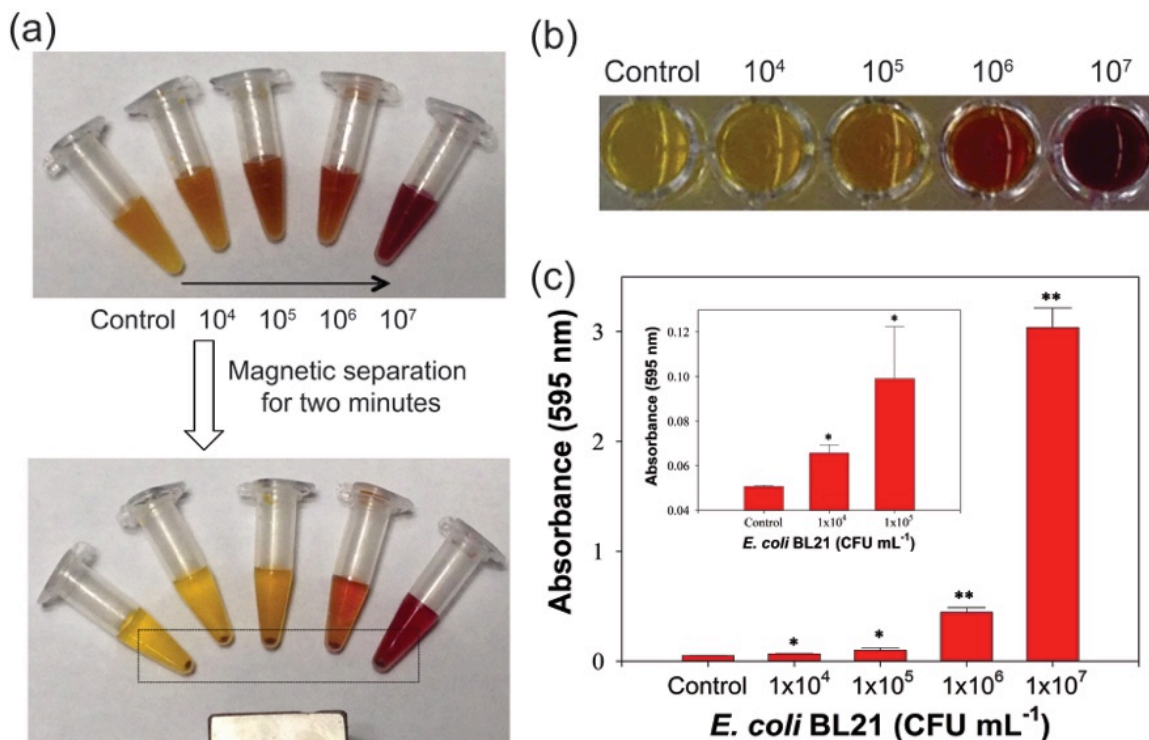 (a)
Control 10⁴ 10⁵ 10⁶ 10⁷
Magnetic separation
for two minutes
(b)
Control 10⁴ 10⁵ 10⁶ 10⁷
(c)
Absorbance (595 nm)
3
2
1
0
**
**
*
*
Control 1x10⁴ 1x10⁵ 1x10⁶ 1x10⁷
E. coli BL21 (CFU mL⁻¹)
Absorbance (595 nm)
0.12
0.10
0.08
0.06
0.04
*
*
Control 1x10⁴ 1x10⁵
E. coli BL21 (CFU mL⁻¹)